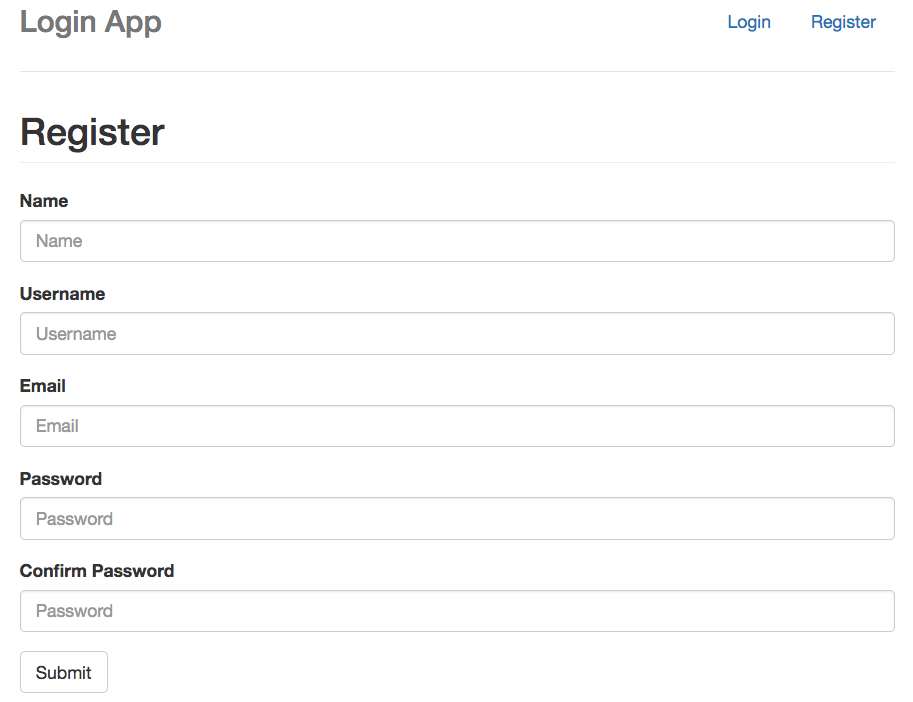 Login App
Login Register
Register
Name
Name
Username
Username
Email
Email
Password
Password
Confirm Password
Password
Submit